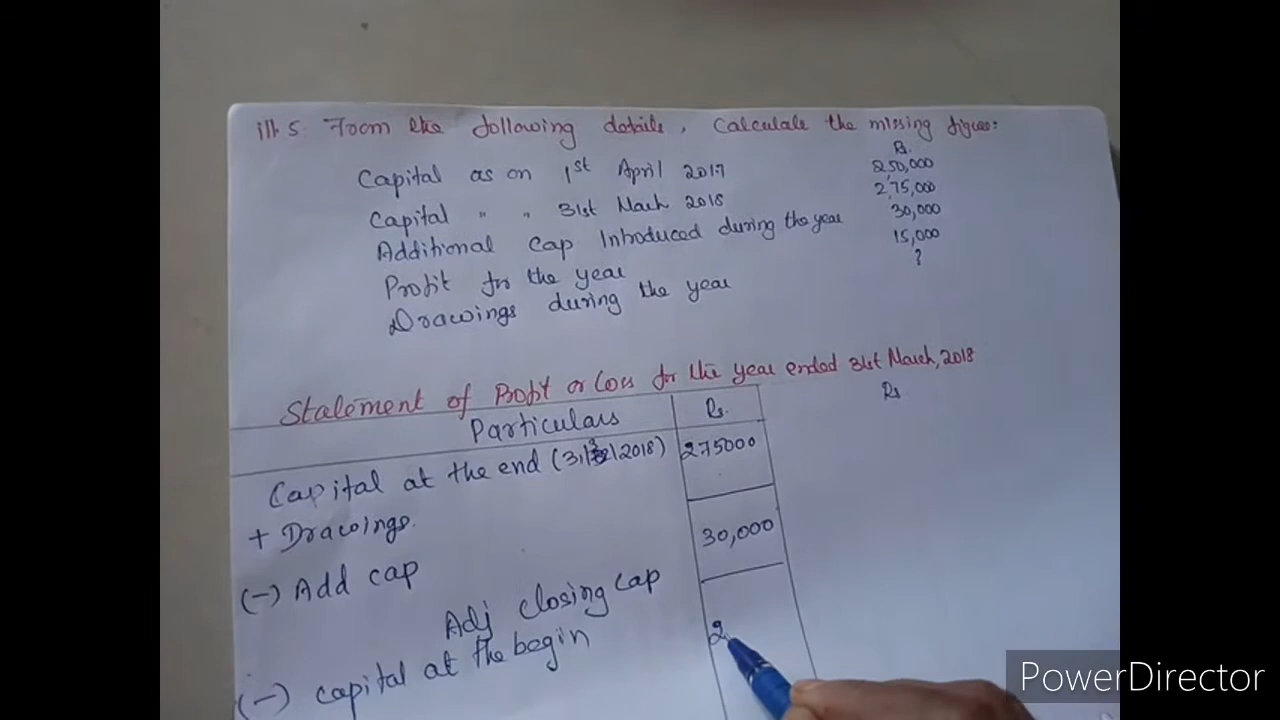 ill. 5. From the following details, Calculate the missing figure:
Rs.
Capital as on 1st April 2017 250,000
Capital " " 31st March 2018 275,000
Additional Cap Introduced during the year 30,000
Profit for the year 15,000
Drawings during the year ?
Statement of Profit or Loss for the year ended 31st March, 2018
Particulars Rs. Rs
Capital at the end (31/3/2018) 275000
+ Drawings.
(-) Add cap 30,000
Adj closing cap
(-) Capital at the begin 2
PowerDirector